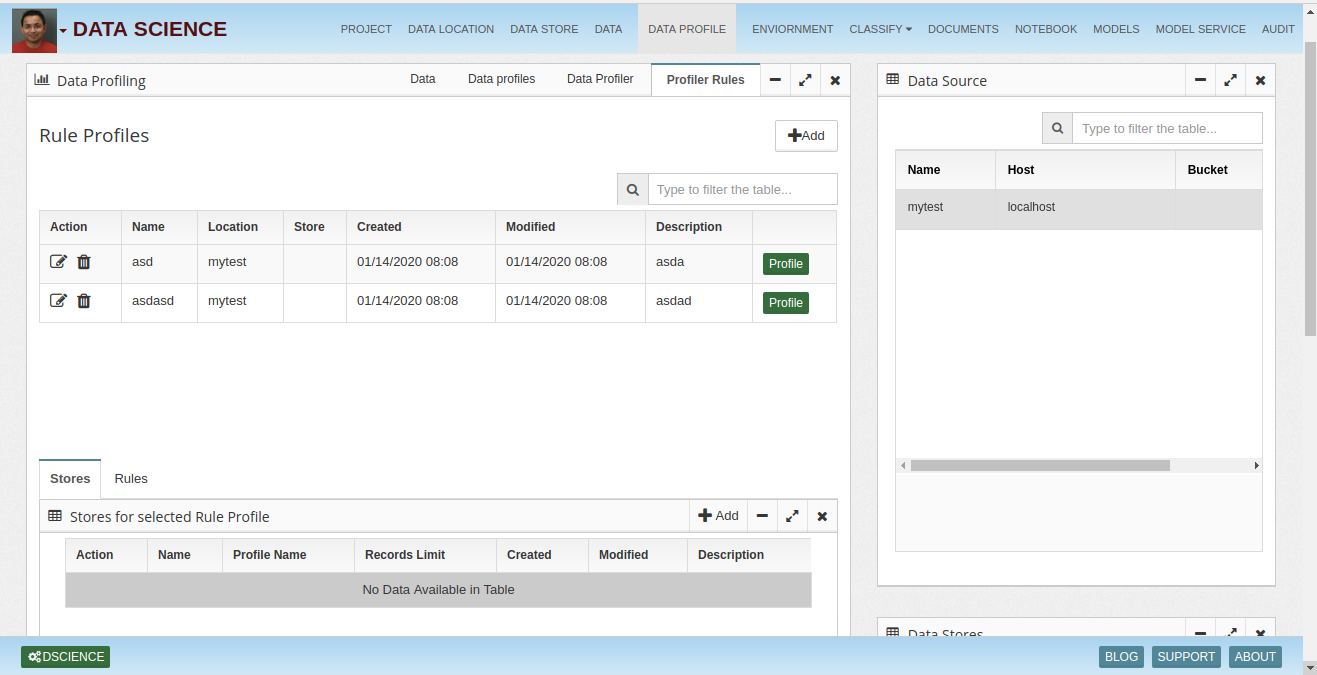 DATA SCIENCE PROJECT DATA LOCATION DATA STORE DATA DATA PROFILE ENVIORNMENT CLASSIFY DOCUMENTS NOTEBOOK MODELS MODEL SERVICE AUDIT
Data Profiling Data Data profiles Data Profiler Profiler Rules
Rule Profiles Add
Type to filter the table...
Action Name Location Store Created Modified Description
asd mytest 01/14/2020 08:08 01/14/2020 08:08 asda Profile
asdasd mytest 01/14/2020 08:08 01/14/2020 08:08 asdad Profile
Stores Rules
Stores for selected Rule Profile Add
Action Name Profile Name Records Limit Created Modified Description
No Data Available in Table
Data Source
Type to filter the table...
Name Host Bucket
mytest localhost
Data Stores
DSCIENCE BLOG SUPPORT ABOUT